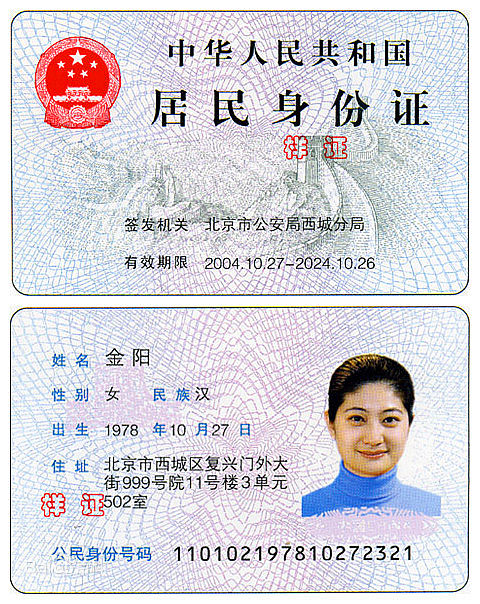 中华人民共和国
居民身份证
样 证
签发机关 北京市公安局西城分局
有效期限 2004.10.27-2024.10.26
姓名 金阳
性别 女 民族 汉
出生 1978 年 10 月 27 日
住址 北京市西城区复兴门外大
街999号院11号楼3单元
样 证 502室
公民身份号码 110102197810272321